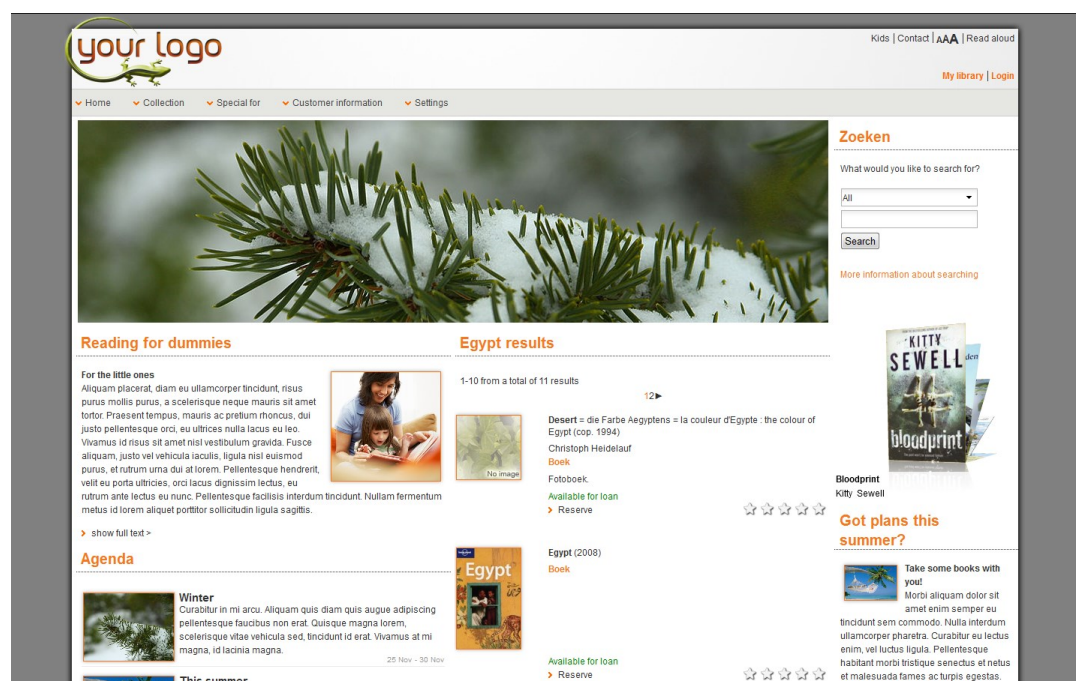 your logo
Kids | Contact | AAA | Read aloud
My library | Login
Home Collection Special for Customer information Settings
Zoeken
What would you like to search for?
All
Search
More information about searching
KITTY
SEWELL
den
bloodprint
Bloodprint
Kitty Sewell
Got plans this
summer?
Take some books with
you!
Morbi aliquam dolor sit
amet enim semper eu
tincidunt sem commodo. Nulla interdum
ullamcorper pharetra. Curabitur eu lectus
enim, vel luctus ligula. Pellentesque
habitant morbi tristique senectus et netus
et malesuada fames ac turpis egestas.
Reading for dummies
For the little ones
Aliquam placerat, diam eu ullamcorper tincidunt, risus
purus mollis purus, a scelerisque neque mauris sit amet
tortor. Praesent tempus, mauris ac pretium rhoncus, dui
justo pellentesque orci, eu ultrices nulla lacus eu leo.
Vivamus id risus sit amet nisl vestibulum gravida. Fusce
aliquam, justo vel vehicula iaculis, ligula nisl euismod
purus, et rutrum urna dui at lorem. Pellentesque hendrerit,
velit eu porta ultricies, orci lacus dignissim lectus, eu
rutrum ante lectus eu nunc. Pellentesque facilisis interdum tincidunt. Nullam fermentum
metus id lorem aliquet porttitor sollicitudin ligula sagittis.
show full text >
Agenda
Winter
Curabitur in mi arcu. Aliquam quis diam quis augue adipiscing
pellentesque faucibus non erat. Quisque magna lorem,
scelerisque vitae vehicula sed, tincidunt id erat. Vivamus at mi
magna, id lacinia magna.
25 Nov - 30 Nov
This summer
Egypt results
1-10 from a total of 11 results
12
No image
Desert = die Farbe Aegyptens = la couleur d'Egypte : the colour of
Egypt (cop. 1994)
Christoph Heidelauf
Boek
Fotoboek.
Available for loan
Reserve
Egypt
Egypt (2008)
Boek
Available for loan
Reserve